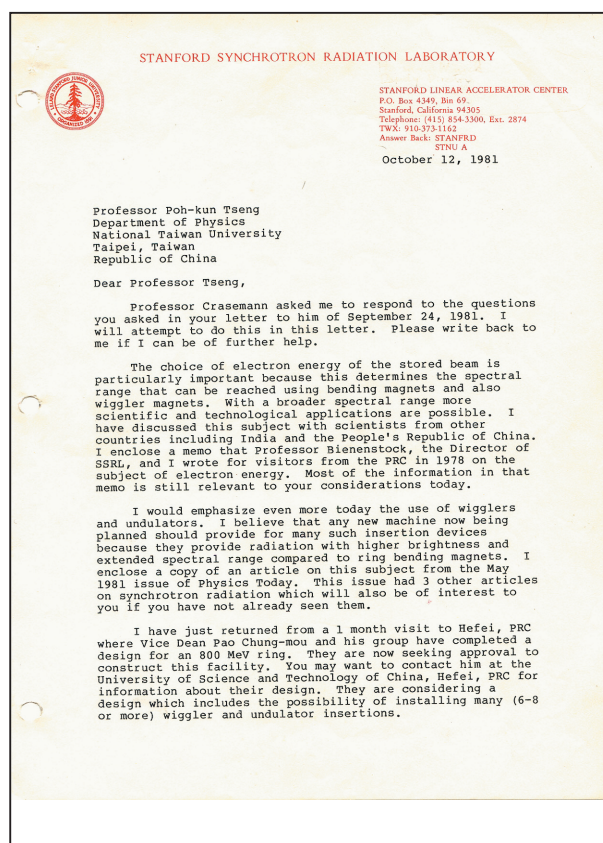 STANFORD SYNCHROTRON RADIATION LABORATORY
STANFORD LINEAR ACCELERATOR CENTER
P.O. Box 4349, Bin 69
Stanford, California 94305
Telephone: (415) 854-3300, Ext. 2874
TWX: 910-373-1162
Answer Back: STANFRD
STNU A
October 12, 1981
Professor Poh-kun Tseng
Department of Physics
National Taiwan University
Taipei, Taiwan
Republic of China
Dear Professor Tseng,
Professor Crasemann asked me to respond to the questions
you asked in your letter to him of September 24, 1981. I
will attempt to do this in this letter. Please write back to
me if I can be of further help.
The choice of electron energy of the stored beam is
particularly important because this determines the spectral
range that can be reached using bending magnets and also
wiggler magnets. With a broader spectral range more
scientific and technological applications are possible. I
have discussed this subject with scientists from other
countries including India and the People's Republic of China.
I enclose a memo that Professor Bienenstock, the Director of
SSRL, and I wrote for visitors from the PRC in 1978 on the
subject of electron energy. Most of the information in that
memo is still relevant to your considerations today.
I would emphasize even more today the use of wigglers
and undulators. I believe that any new machine now being
planned should provide for many such insertion devices
because they provide radiation with higher brightness and
extended spectral range compared to ring bending magnets. I
enclose a copy of an article on this subject from the May
1981 issue of Physics Today. This issue had 3 other articles
on synchrotron radiation which will also be of interest to
you if you have not already seen them.
I have just returned from a 1 month visit to Hefei, PRC
where Vice Dean Pao Chung-mou and his group have completed a
design for an 800 MeV ring. They are now seeking approval to
construct this facility. You may want to contact him at the
University of Science and Technology of China, Hefei, PRC for
information about their design. They are considering a
design which includes the possibility of installing many (6-8
or more) wiggler and undulator insertions.